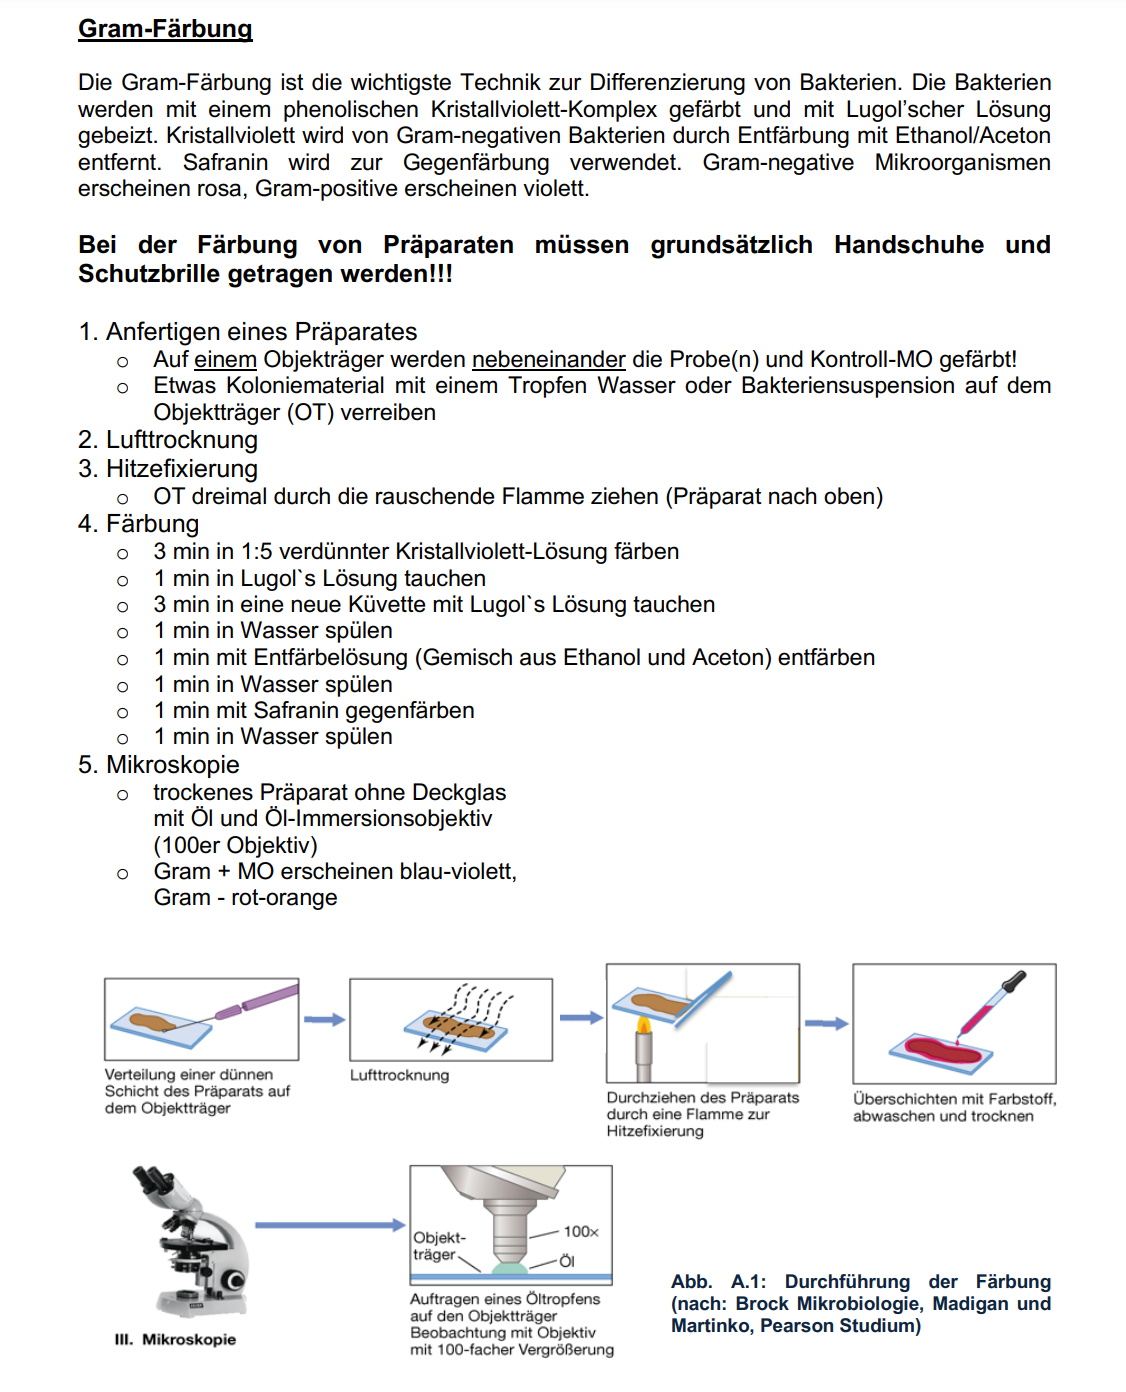 Gram-Färbung
Die Gram-Färbung ist die wichtigste Technik zur Differenzierung von Bakterien. Die Bakterien
werden mit einem phenolischen Kristallviolett-Komplex gefärbt und mit Lugol’scher Lösung
gebeizt. Kristallviolett wird von Gram-negativen Bakterien durch Entfärbung mit Ethanol/Aceton
entfernt. Safranin wird zur Gegenfärbung verwendet. Gram-negative Mikroorganismen
erscheinen rosa, Gram-positive erscheinen violett.
Bei der Färbung von Präparaten müssen grundsätzlich Handschuhe und
Schutzbrille getragen werden!!!
1. Anfertigen eines Präparates
o Auf einem Objekträger werden nebeneinander die Probe(n) und Kontroll-MO gefärbt!
o Etwas Koloniematerial mit einem Tropfen Wasser oder Bakteriensuspension auf dem
Objektträger (OT) verreiben
2. Lufttrocknung
3. Hitzefixierung
o OT dreimal durch die rauschende Flamme ziehen (Präparat nach oben)
4. Färbung
o 3 min in 1:5 verdünnter Kristallviolett-Lösung färben
o 1 min in Lugol`s Lösung tauchen
o 3 min in eine neue Küvette mit Lugol`s Lösung tauchen
o 1 min in Wasser spülen
o 1 min mit Entfärbelösung (Gemisch aus Ethanol und Aceton) entfärben
o 1 min in Wasser spülen
o 1 min mit Safranin gegenfärben
o 1 min in Wasser spülen
5. Mikroskopie
o trockenes Präparat ohne Deckglas
mit Öl und Öl-Immersionsobjektiv
(100er Objektiv)
o Gram + MO erscheinen blau-violett,
Gram - rot-orange
Verteilung einer dünnen
Schicht des Präparats auf
dem Objektträger
Lufttrocknung
Durchziehen des Präparats
durch eine Flamme zur
Hitzefixierung
Überschichten mit Farbstoff,
abwaschen und trocknen
III. Mikroskopie
Objekt-
träger
100x
Öl
Auftragen eines Öltropfens
auf den Objektträger
Beobachtung mit Objektiv
mit 100-facher Vergrößerung
Abb. A.1: Durchführung der Färbung
(nach: Brock Mikrobiologie, Madigan und
Martinko, Pearson Studium)